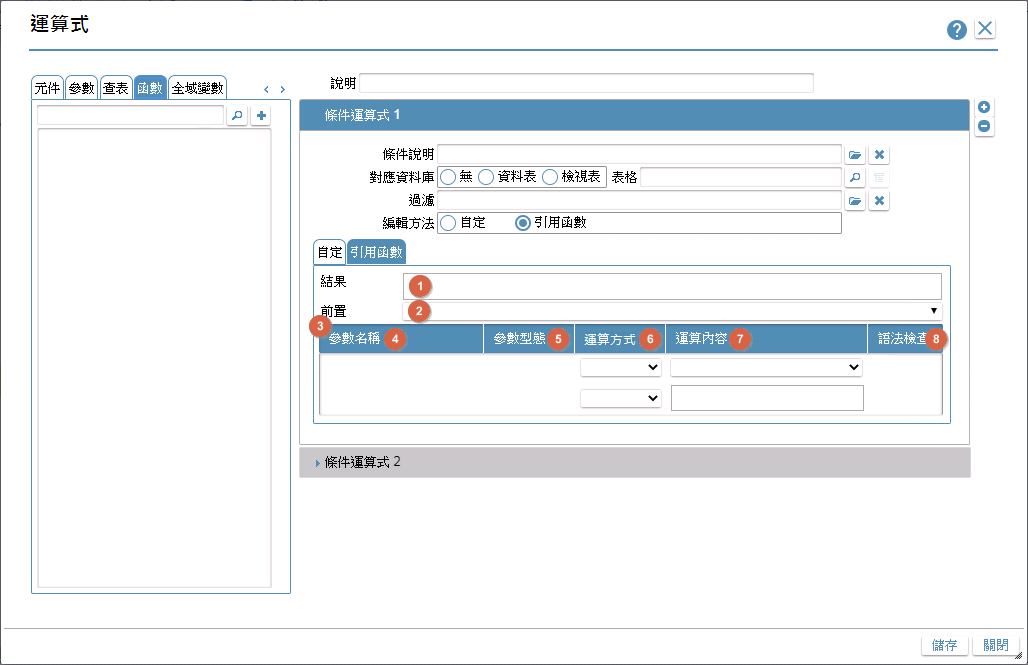 運算式
?
元件 參數 查表 函數 全域變數
說明
條件運算式 1
條件說明
對應資料庫 無 資料表 檢視表 表格
過濾
編輯方法 自定 引用函數
自定 引用函數
結果 1
前置 2
3
參數名稱 4 參數型態 5 運算方式 6 運算內容 7 語法檢查 8
條件運算式 2
儲存 關閉